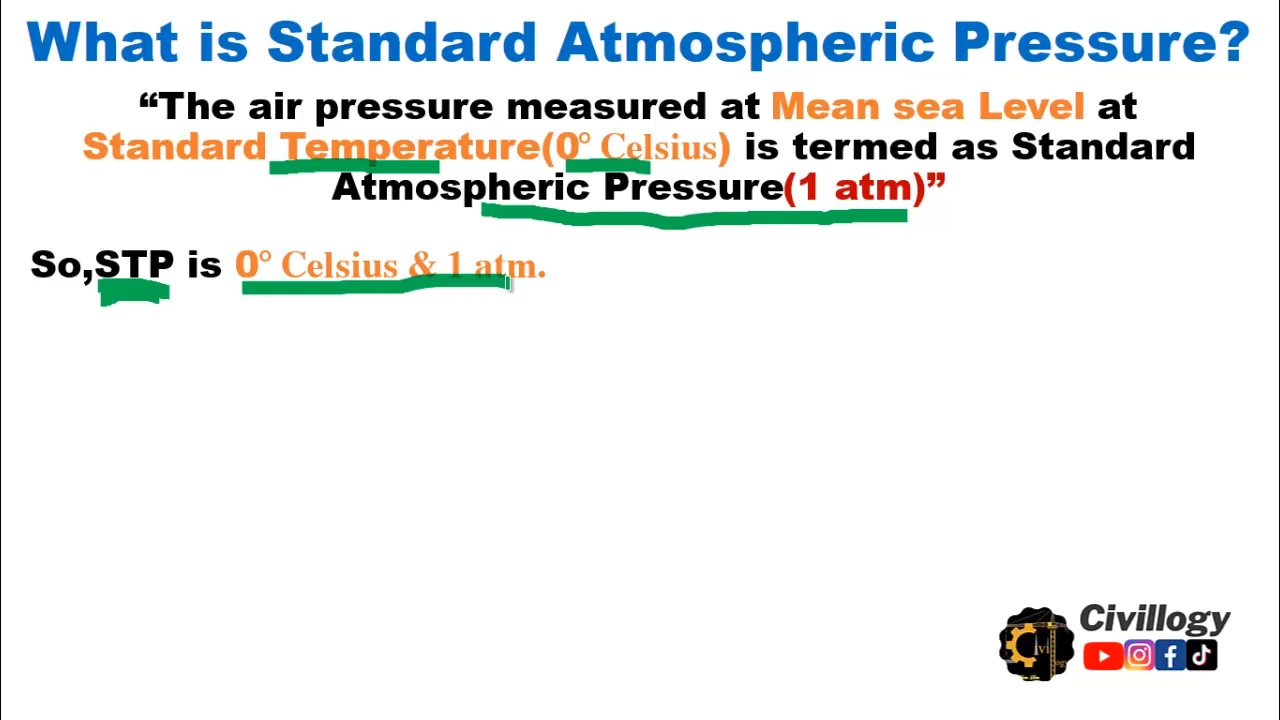 What is Standard Atmospheric Pressure?
“The air pressure measured at Mean sea Level at
Standard Temperature(0° Celsius) is termed as Standard
Atmospheric Pressure(1 atm)”
So,STP is 0° Celsius & 1 atm.
Civillogy